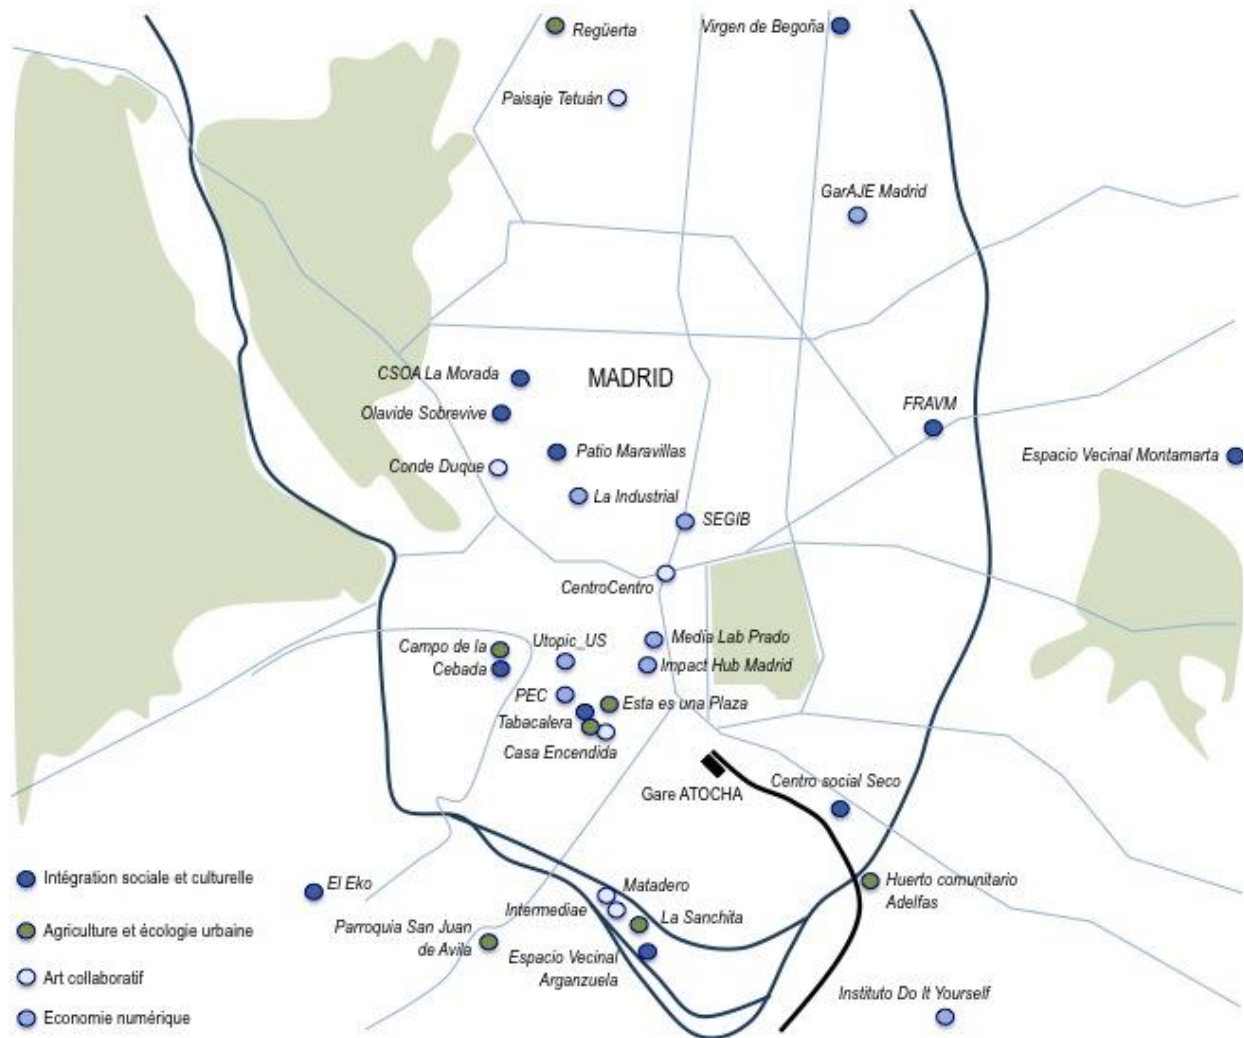 Regüerta
Virgen de Begoña
Paisaje Tetuán
GarAJE Madrid
CSOA La Morada
MADRID
Olavide Sobrevive
FRAVM
Patio Maravillas
Espacio Vecinal Montamarta
Conde Duque
La Industrial
SEGIB
CentroCentro
Campo de la
Cebada
Utopic_US
Media Lab Prado
Impact Hub Madrid
PEC
Esta es una Plaza
Tabacalera
Casa Encendida
Gare ATOCHA
Centro social Seco
Intégration sociale et culturelle
El Eko
Matadero
Huerto comunitario
Adelfas
Intermediae
La Sanchita
Agriculture et écologie urbaine
Parroquia San Juan
de Avila
Espacio Vecinal
Arganzuela
Art collaboratif
Instituto Do It Yourself
Economie numérique